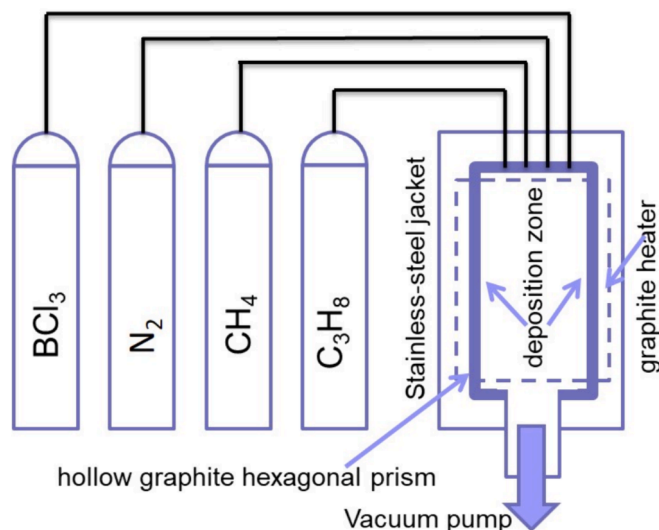 BCl₃
N₂
CH₄
C₃H₈
Stainless-steel jacket
deposition zone
graphite heater
hollow graphite hexagonal prism
Vacuum pump